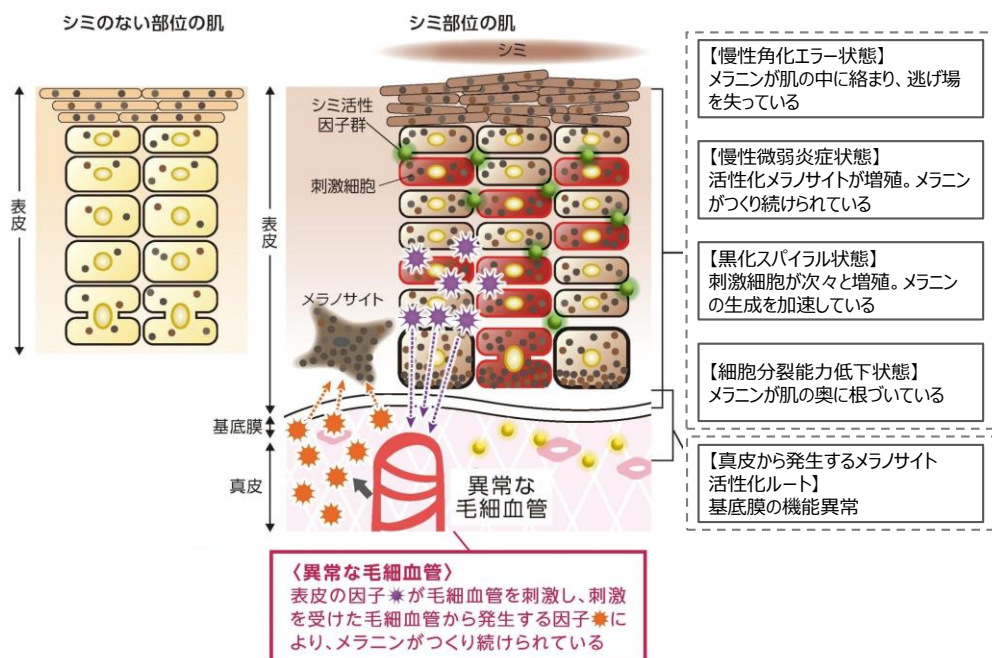 シミのない部位の肌
シミ部位の肌
シミ
表皮
表皮
シミ活性
因子群
刺激細胞
メラノサイト
基底膜
真皮
異常な
毛細血管
【慢性角化エラー状態】
メラニンが肌の中に絡まり、逃げ場
を失っている
【慢性微弱炎症状態】
活性化メラノサイトが増殖。メラニン
がつくり続けられている
【黒化スパイラル状態】
刺激細胞が次々と増殖。メラニン
の生成を加速している
【細胞分裂能力低下状態】
メラニンが肌の奥に根づいている
【真皮から発生するメラノサイト
活性化ルート】
基底膜の機能異常
〈異常な毛細血管〉
表皮の因子が毛細血管を刺激し、刺激
を受けた毛細血管から発生する因子に
より、メラニンがつくり続けられている